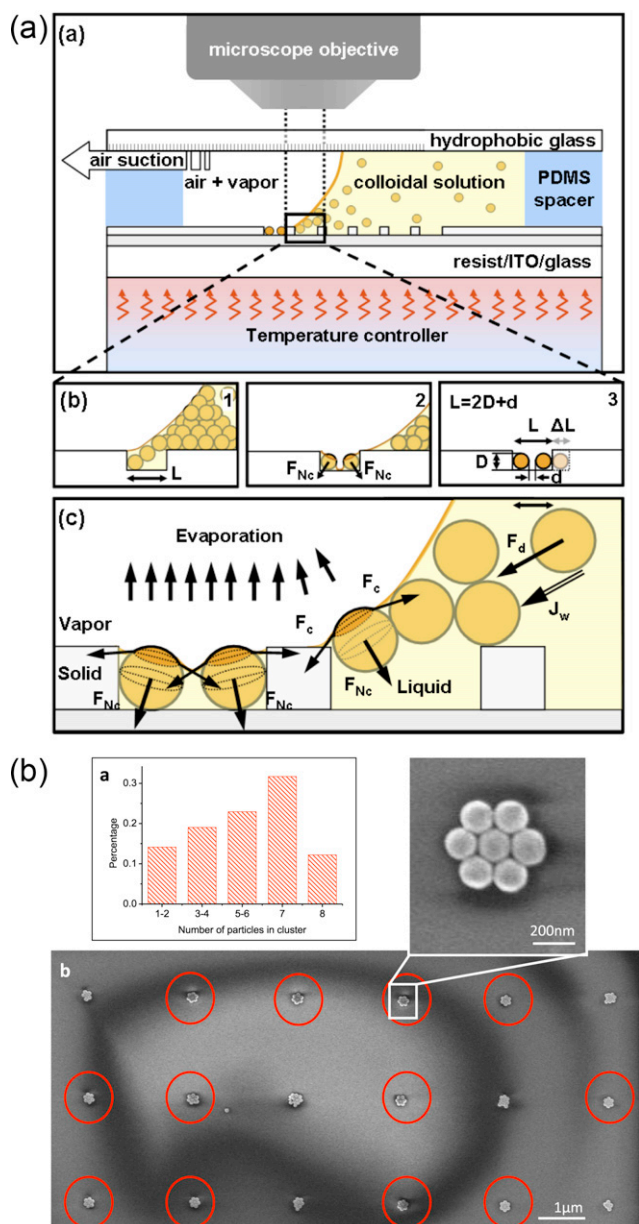 (a)
(a)
microscope objective
hydrophobic glass
air suction
air + vapor
colloidal solution
PDMS
spacer
resist/ITO/glass
Temperature controller
(b)
1
L
2
F_Nc
F_Nc
L=2D+d
3
L
ΔL
D
d
(c)
Evaporation
F_d
F_c
J_w
Vapor
F_c
Solid
F_Nc
Liquid
F_Nc
F_Nc
(b)
a
Percentage
0.3
0.2
0.1
0.0
1-2
3-4
5-6
7
8
Number of particles in cluster
200nm
b
1μm